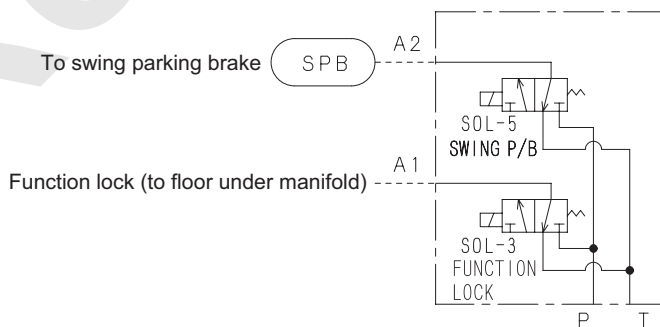 A2
To swing parking brake
SPB
SOL-5
SWING P/B
A1
Function lock (to floor under manifold)
SOL-3
FUNCTION
LOCK
P T